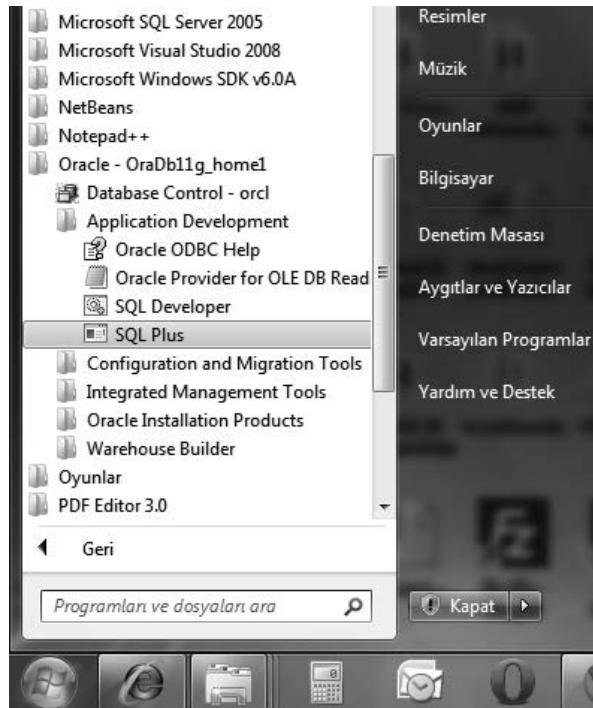 Microsoft SQL Server 2005
Microsoft Visual Studio 2008
Microsoft Windows SDK v6.0A
NetBeans
Notepad++
Oracle - OraDb11g_home1
Database Control - orcl
Application Development
Oracle ODBC Help
Oracle Provider for OLE DB Read
SQL Developer
SQL Plus
Configuration and Migration Tools
Integrated Management Tools
Oracle Installation Products
Warehouse Builder
Oyunlar
PDF Editor 3.0
Geri
Programları ve dosyaları ara
Resimler
Müzik
Oyunlar
Bilgisayar
Denetim Masası
Aygıtlar ve Yazıcılar
Varsayılan Programlar
Yardım ve Destek
Kapat